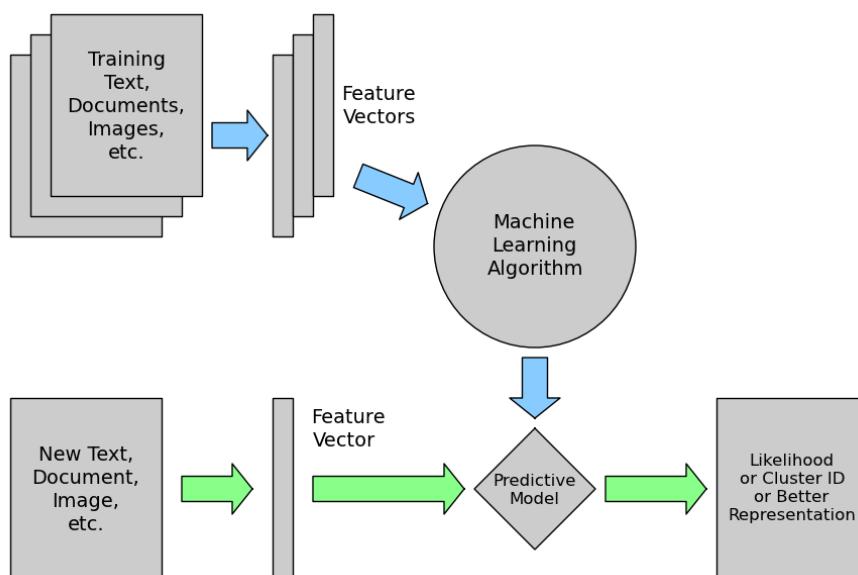 Training
Text,
Documents,
Images,
etc.
Feature
Vectors
Machine
Learning
Algorithm
New Text,
Document,
Image,
etc.
Feature
Vector
Predictive
Model
Likelihood
or Cluster ID
or Better
Representation